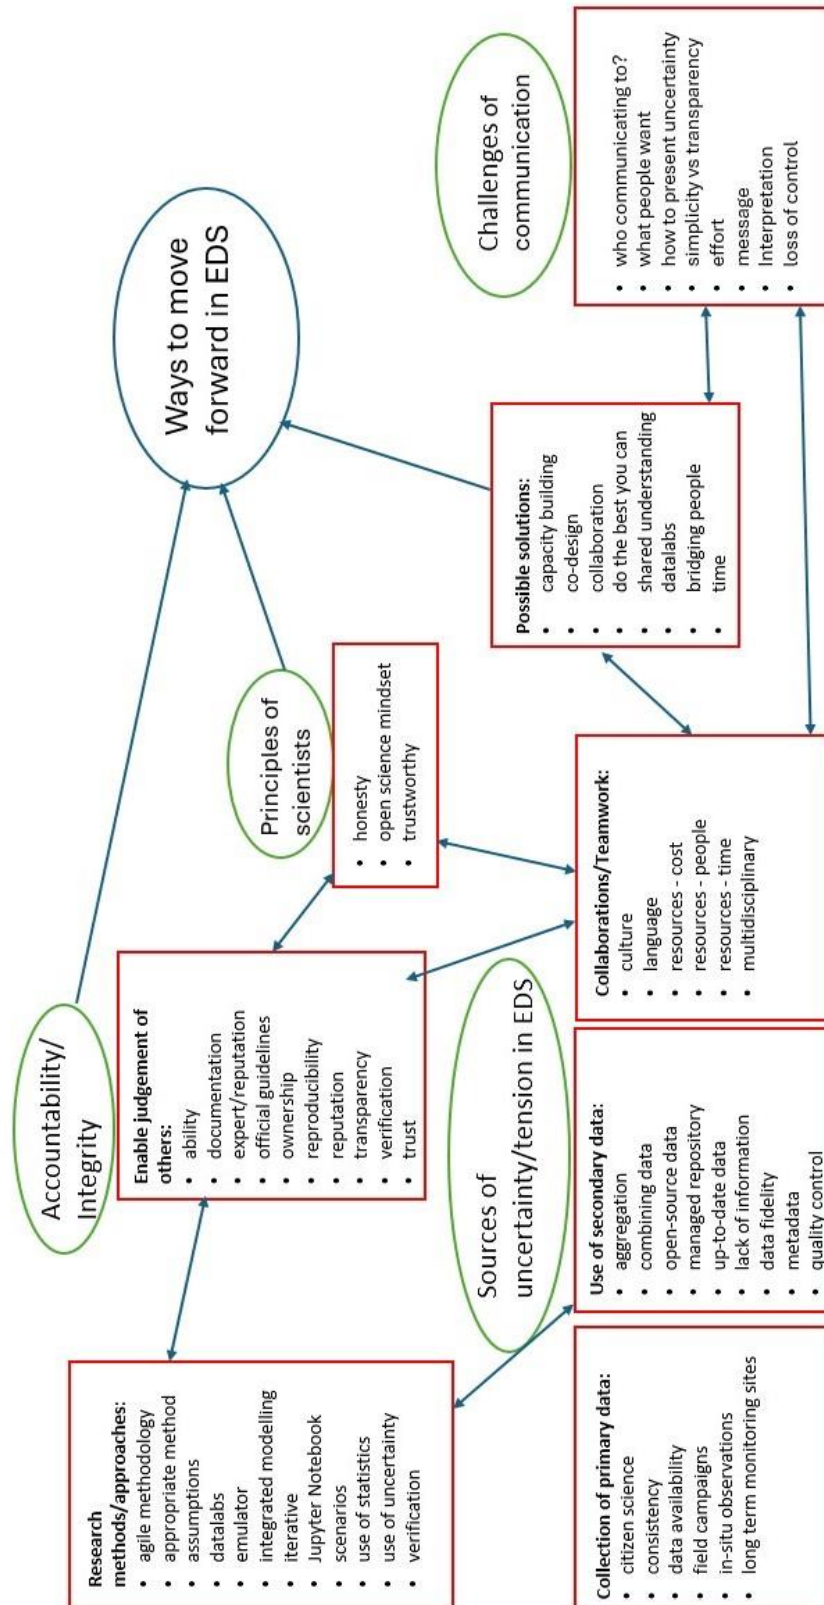 Accountability/
Integrity
Ways to move
forward in EDS
Research
methods/approaches:
• agile methodology
• appropriate method
• assumptions
• datalabs
• emulator
• integrated modelling
• iterative
• Jupyter Notebook
• scenarios
• use of statistics
• use of uncertainty
• verification
Enable judgement of
others:
• ability
• documentation
• expert/reputation
• official guidelines
• ownership
• reproducibility
• reputation
• transparency
• verification
• trust
Principles of
scientists
• honesty
• open science mindset
• trustworthy
Sources of
uncertainty/tension in EDS
Possible solutions:
• capacity building
• co-design
• collaboration
• do the best you can
• shared understanding
• datalabs
• bridging people
• time
Challenges of
communication
Collection of primary data:
• citizen science
• consistency
• data availability
• field campaigns
• in-situ observations
• long term monitoring sites
Use of secondary data:
• aggregation
• combining data
• open-source data
• managed repository
• up-to-date data
• lack of information
• data fidelity
• metadata
• quality control
Collaborations/Teamwork:
• culture
• language
• resources - cost
• resources - people
• resources - time
• multidisciplinary
• who communicating to?
• what people want
• how to present uncertainty
• simplicity vs transparency
• effort
• message
• Interpretation
• loss of control